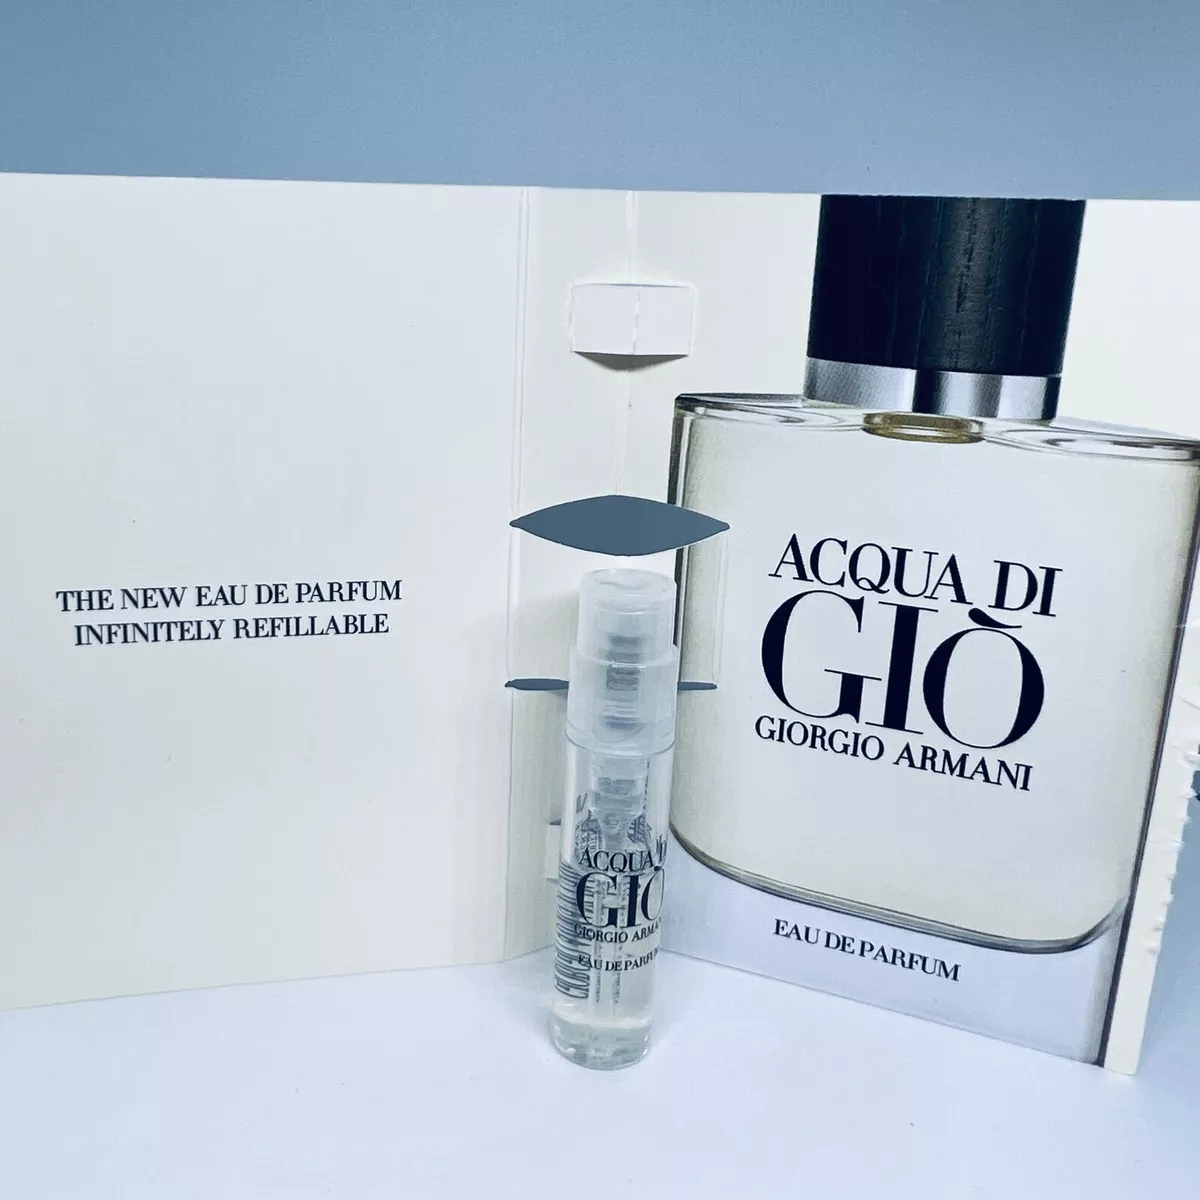 THE NEW EAU DE PARFUM
INFINITELY REFILLABLE
ACQUA DI
GIÒ
GIORGIO ARMANI
EAU DE PARFUM
ACQUA
GIÒ
GIORGIO ARMANI
EAU DE PARFUM